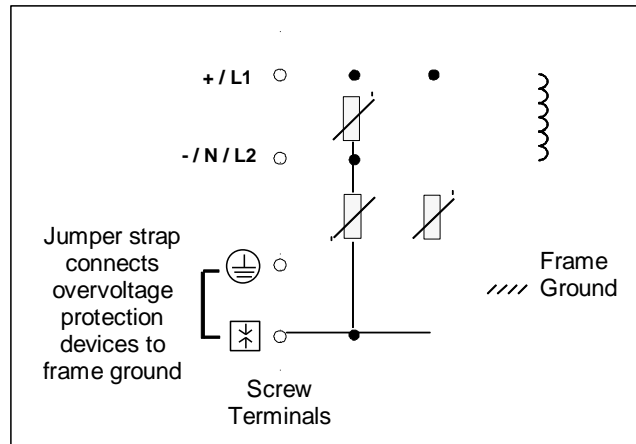 + / L1
- / N / L2
Jumper strap
connects
overvoltage
protection
devices to
frame ground
Frame
Ground
Screw
Terminals